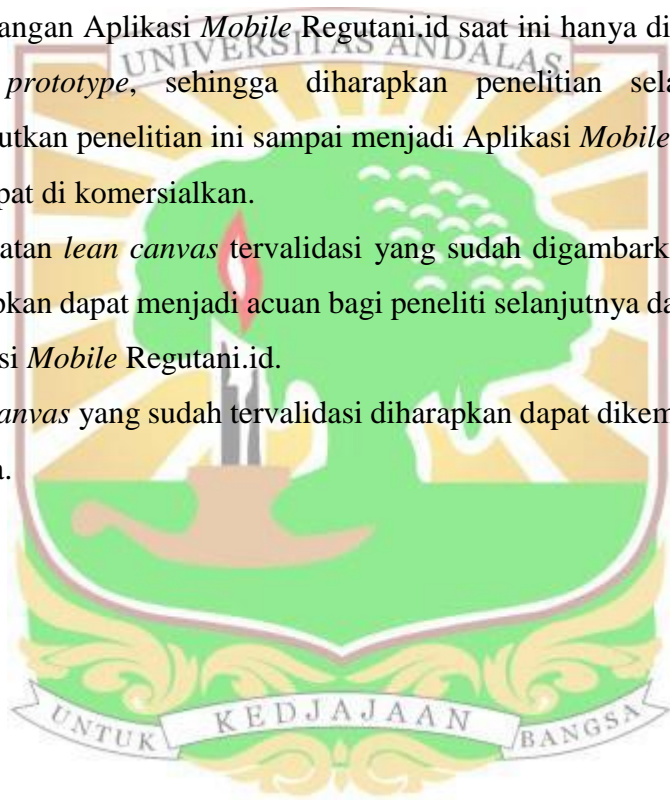 angan Aplikasi Mobile Regutani.id saat ini hanya di
UNIVERSITAS ANDALAS
prototype, sehingga diharapkan penelitian sela
utkan penelitian ini sampai menjadi Aplikasi Mobile
pat di komersialkan.
atan lean canvas tervalidasi yang sudah digambark
pkan dapat menjadi acuan bagi peneliti selanjutnya da
si Mobile Regutani.id.
anvas yang sudah tervalidasi diharapkan dapat dikem
a.
UNTUK KEDJAJAAN BANGSA